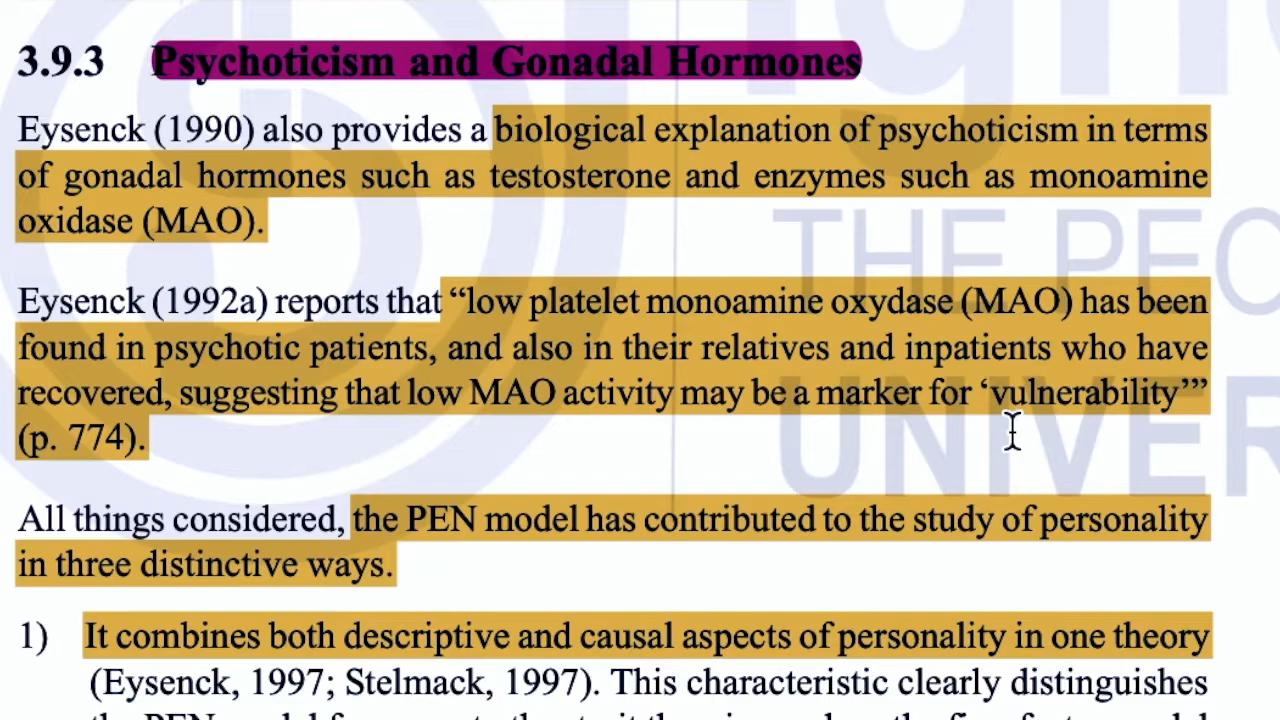 3.9.3 Psychoticism and Gonadal Hormones
Eysenck (1990) also provides a biological explanation of psychoticism in terms
of gonadal hormones such as testosterone and enzymes such as monoamine
oxidase (MAO).
Eysenck (1992a) reports that “low platelet monoamine oxydase (MAO) has been
found in psychotic patients, and also in their relatives and inpatients who have
recovered, suggesting that low MAO activity may be a marker for ‘vulnerability’”
(p. 774).
All things considered, the PEN model has contributed to the study of personality
in three distinctive ways.
1) It combines both descriptive and causal aspects of personality in one theory
(Eysenck, 1997; Stelmack, 1997). This characteristic clearly distinguishes
THE PEO
UNIVER